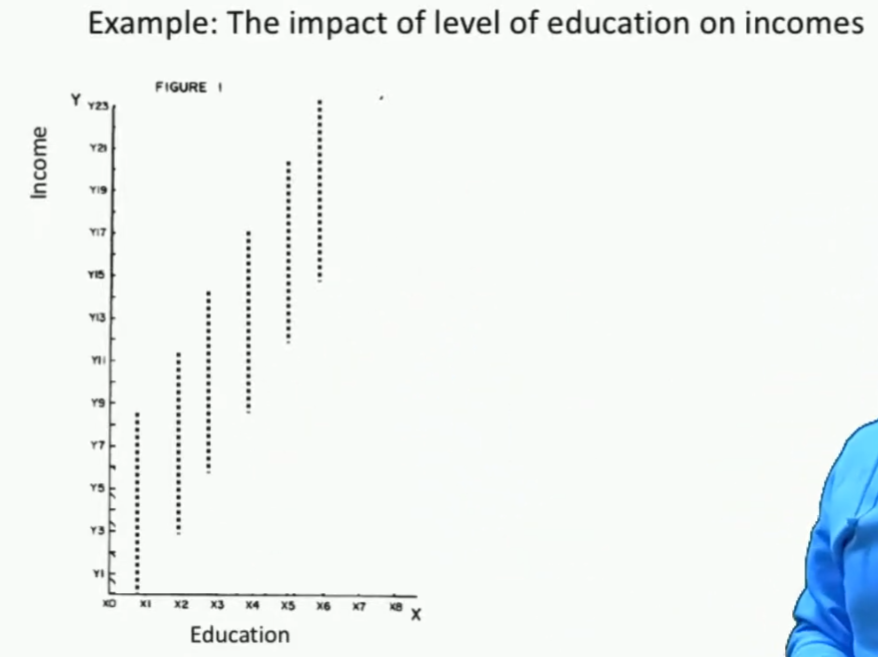 Example: The impact of level of education on incomes
FIGURE 1
Y
Y23
Y21
Y19
Y17
Y15
Y13
Y11
Y9
Y7
Y5
Y3
Y1
Income
X0 X1 X2 X3 X4 X5 X6 X7 X8 X
Education